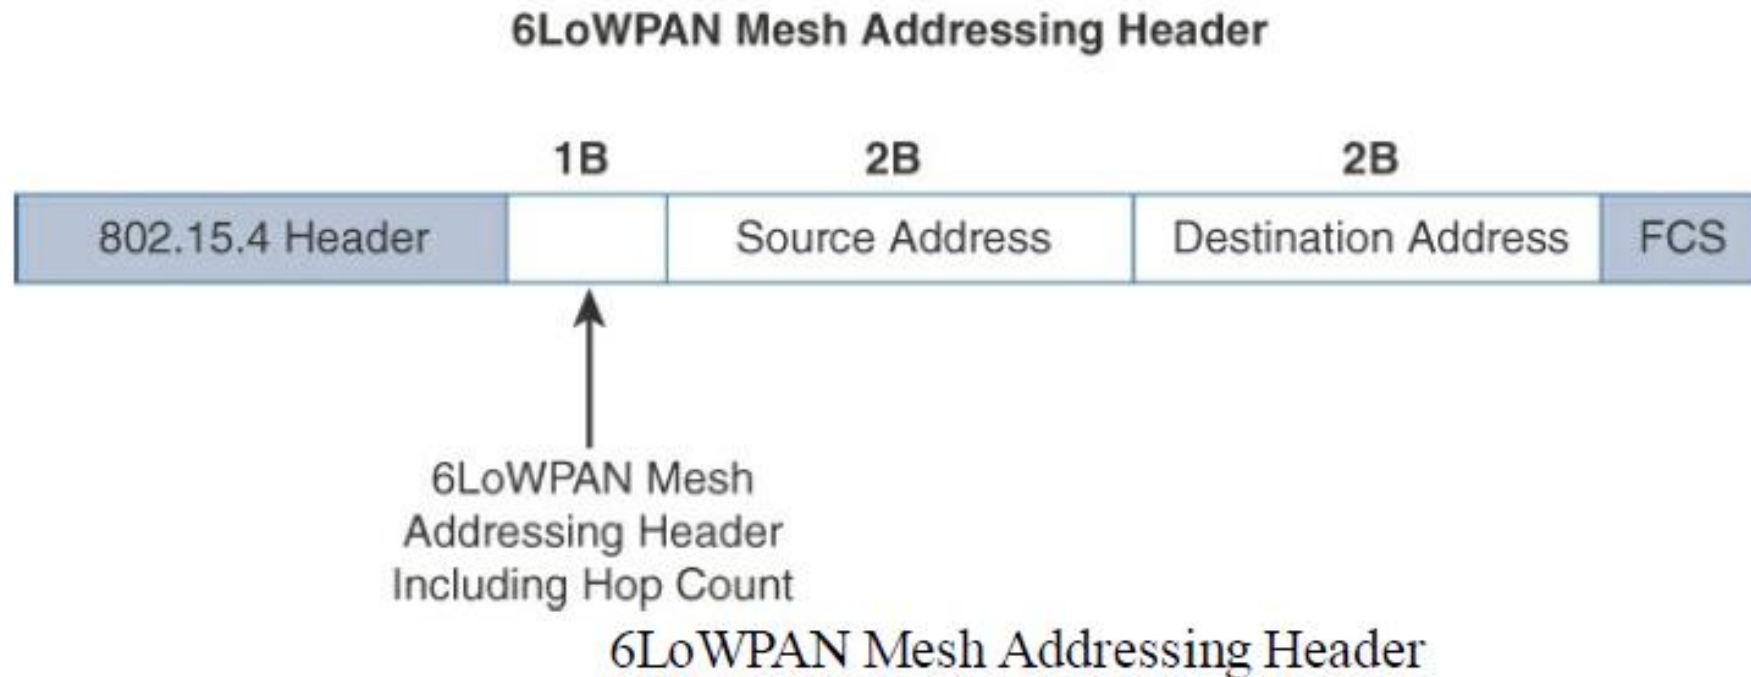 6LoWPAN Mesh Addressing Header
1B 2B 2B
802.15.4 Header Source Address Destination Address FCS
6LoWPAN Mesh
Addressing Header
Including Hop Count
6LoWPAN Mesh Addressing Header